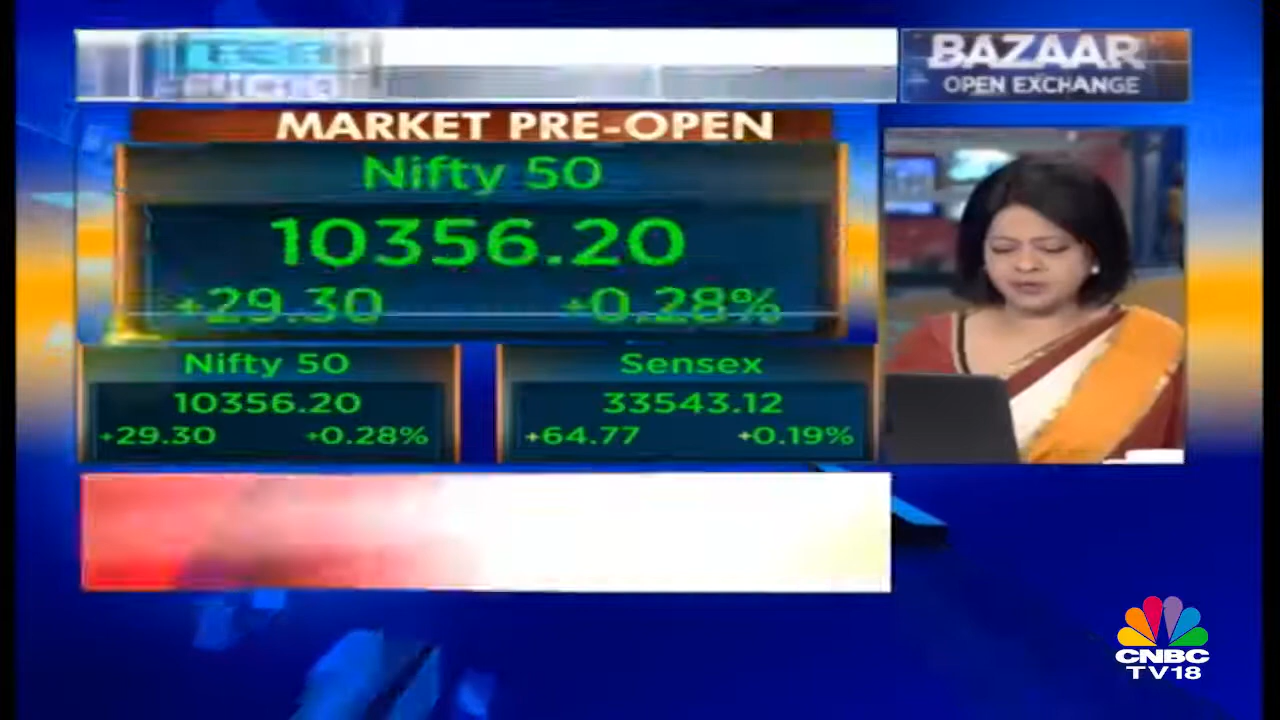 BAZAAR
OPEN EXCHANGE
MARKET PRE-OPEN
Nifty 50
10356.20
+29.30 +0.28%
Nifty 50
10356.20
+29.30 +0.28%
Sensex
33543.12
+64.77 +0.19%
CNBC
TV18